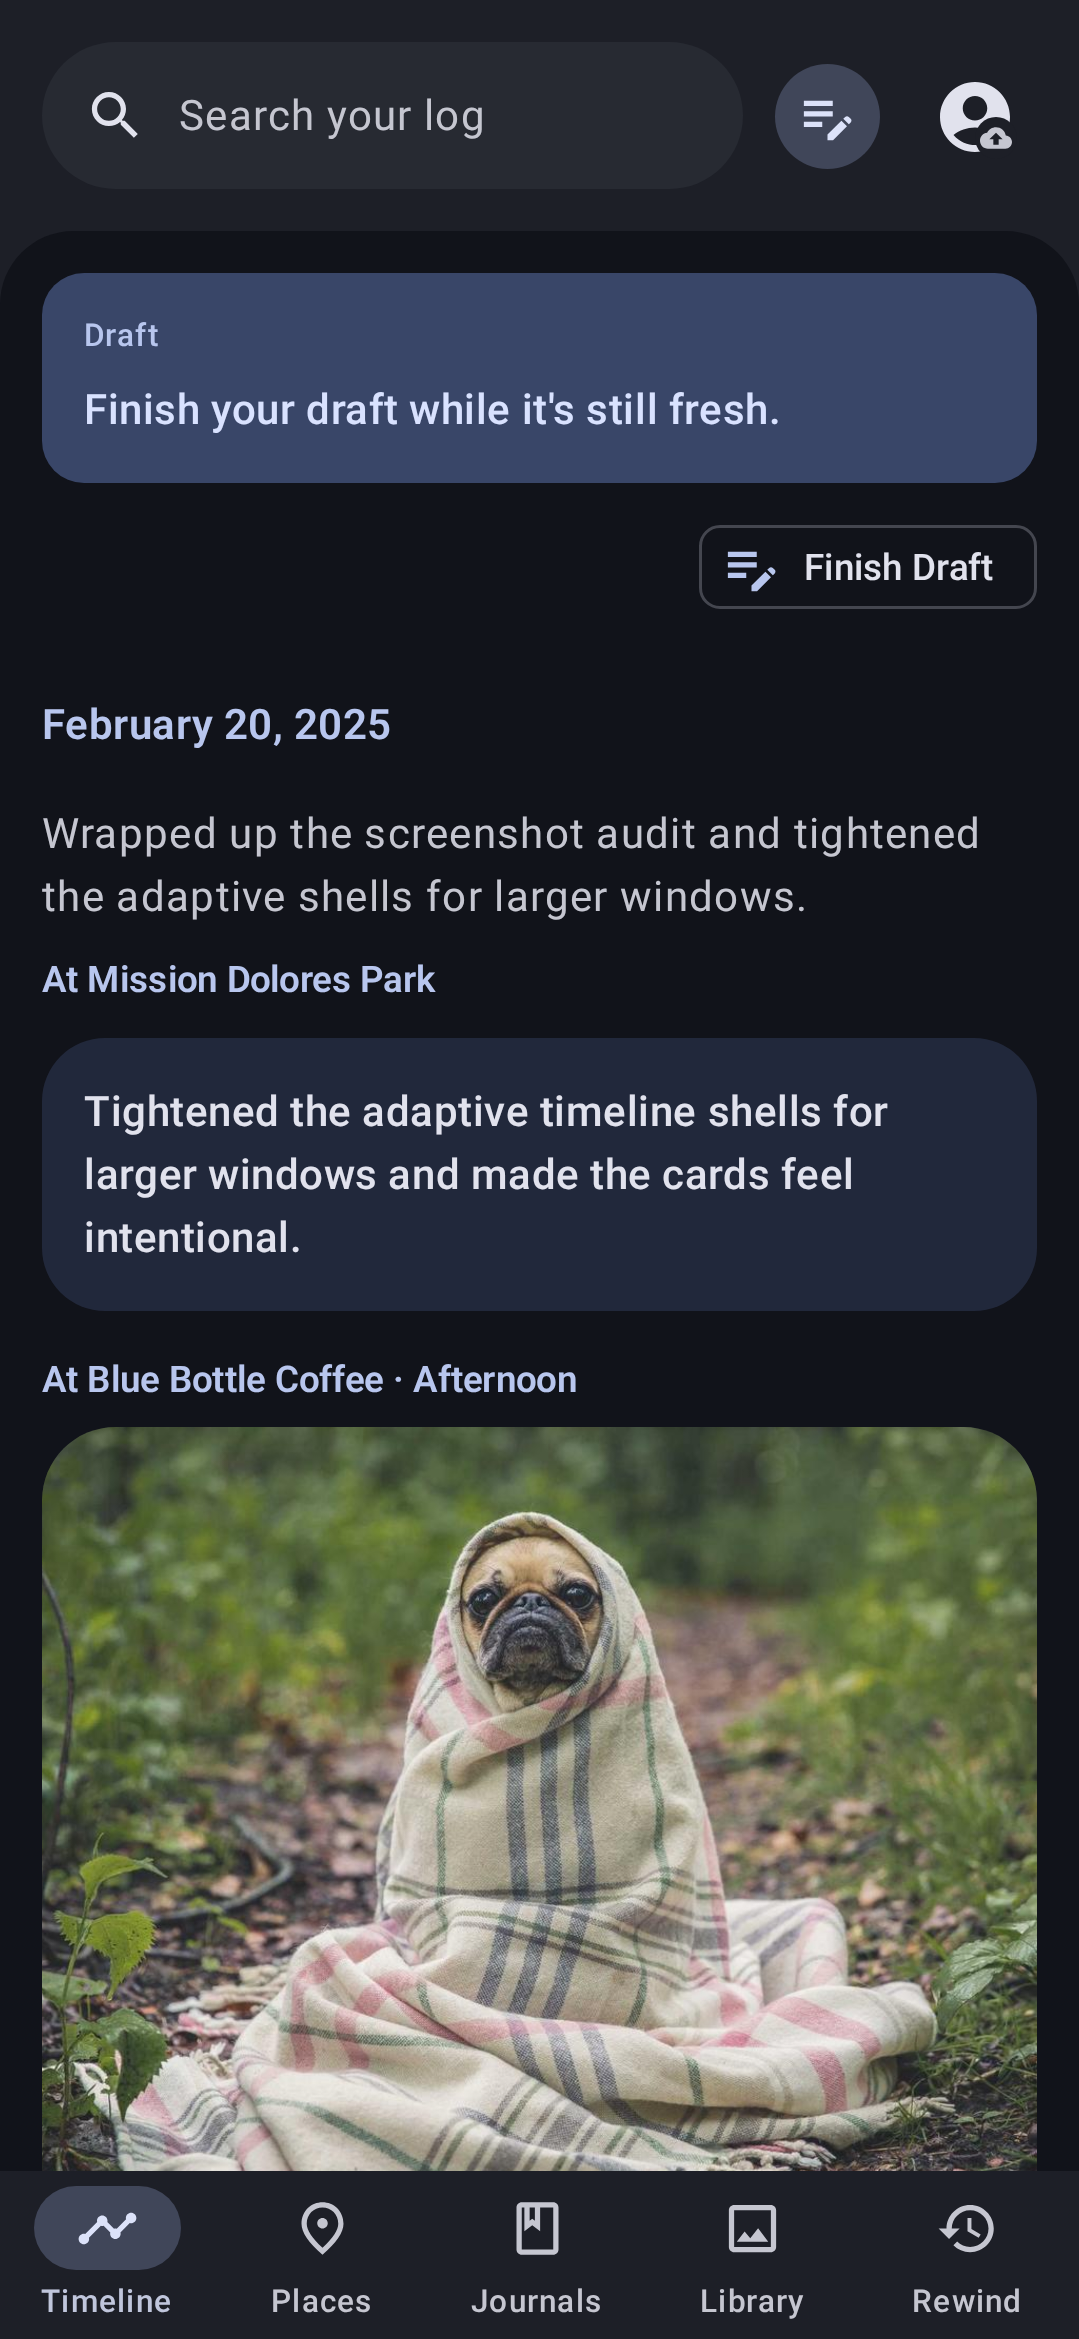 Search your log
Draft
Finish your draft while it's still fresh.
Finish Draft
February 20, 2025
Wrapped up the screenshot audit and tightened
the adaptive shells for larger windows.
At Mission Dolores Park
Tightened the adaptive timeline shells for
larger windows and made the cards feel
intentional.
At Blue Bottle Coffee · Afternoon
Timeline
Places
Journals
Library
Rewind